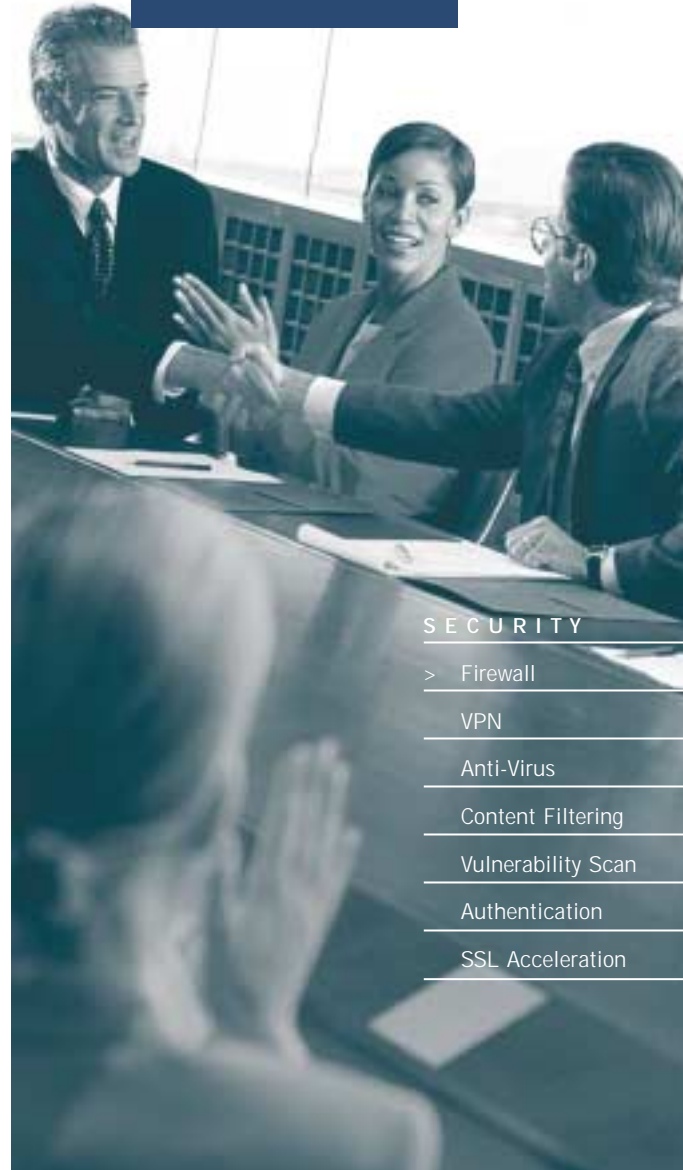 SECURITY
> Firewall
VPN
Anti-Virus
Content Filtering
Vulnerability Scan
Authentication
SSL Acceleration